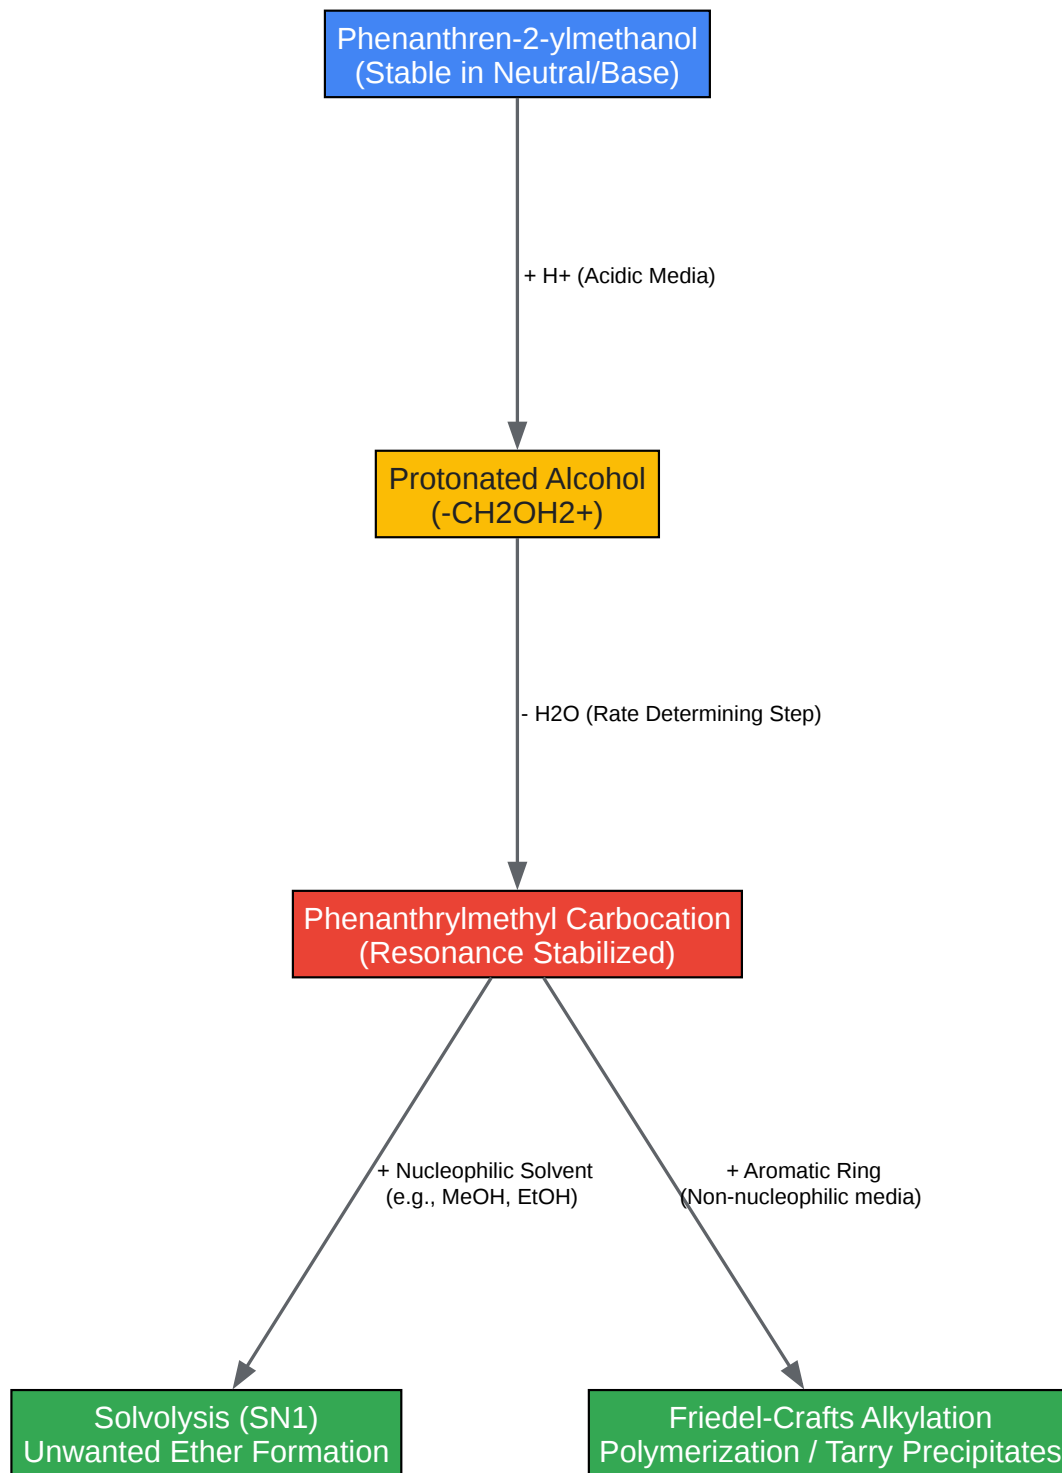 Phenanthren-2-ylmethanol
(Stable in Neutral/Base)
+ H+ (Acidic Media)
Protonated Alcohol
(-CH2OH2+)
- H2O (Rate Determining Step)
Phenanthrylmethyl Carbocation
(Resonance Stabilized)
+ Nucleophilic Solvent
(e.g., MeOH, EtOH)
+ Aromatic Ring
(Non-nucleophilic media)
Solvolysis (SN1)
Unwanted Ether Formation
Friedel-Crafts Alkylation
Polymerization / Tarry Precipitates